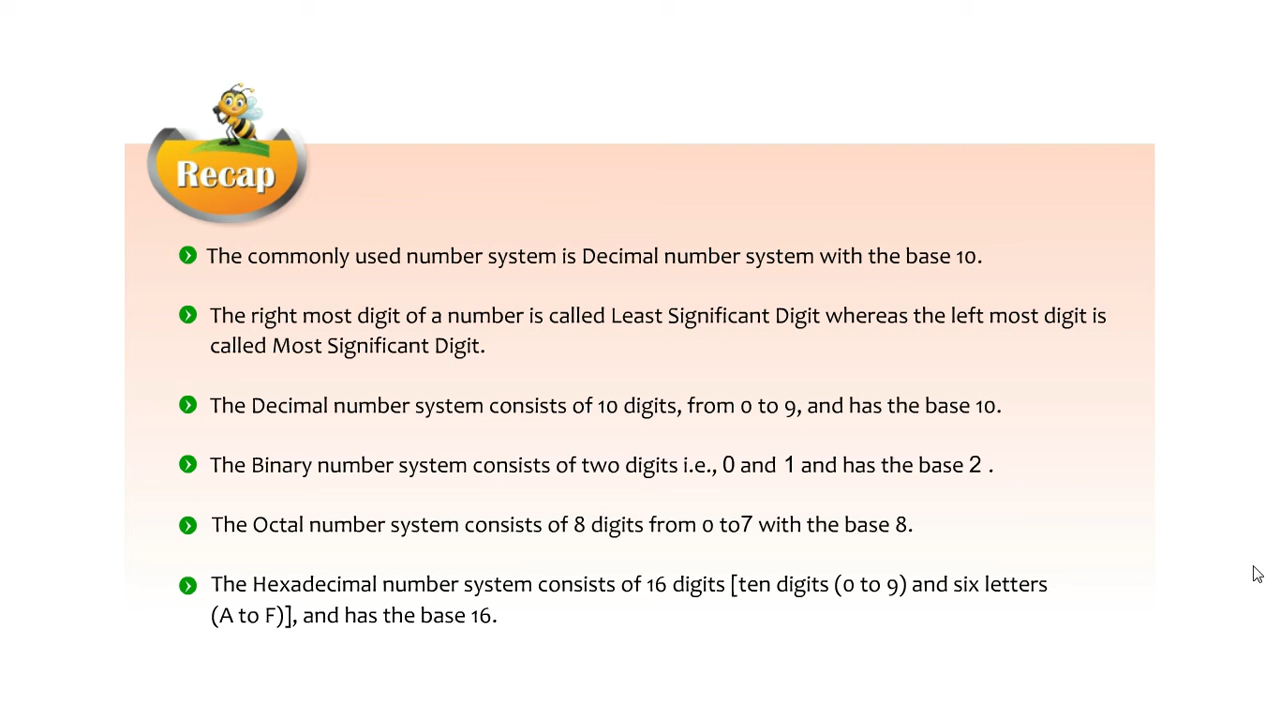 Recap
The commonly used number system is Decimal number system with the base 10.
The right most digit of a number is called Least Significant Digit whereas the left most digit is
called Most Significant Digit.
The Decimal number system consists of 10 digits, from 0 to 9, and has the base 10.
The Binary number system consists of two digits i.e., 0 and 1 and has the base 2 .
The Octal number system consists of 8 digits from 0 to7 with the base 8.
The Hexadecimal number system consists of 16 digits [ten digits (0 to 9) and six letters
(A to F)], and has the base 16.